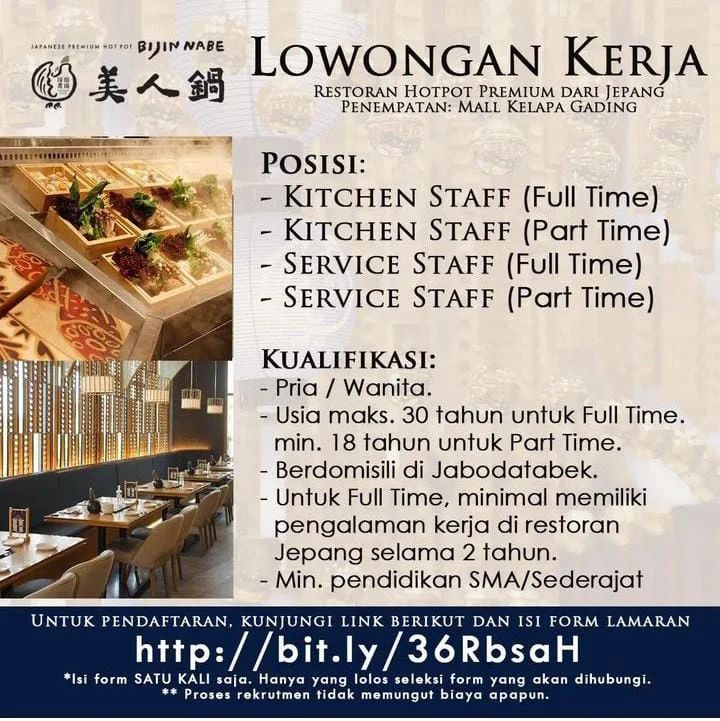 JAPANESE PREMIUM HOT POT BIJIN NABE
美人鍋
LOWONGAN KERJA
RESTORAN HOTPOT PREMIUM DARI JEPANG
PENEMPATAN: MALL KELAPA GADING
POSISI:
- KITCHEN STAFF (Full Time)
- KITCHEN STAFF (Part Time)
- SERVICE STAFF (Full Time)
- SERVICE STAFF (Part Time)
KUALIFIKASI:
- Pria / Wanita.
- Usia maks. 30 tahun untuk Full Time.
min. 18 tahun untuk Part Time.
- Berdomisili di Jabodatabek.
- Untuk Full Time, minimal memiliki
pengalaman kerja di restoran
Jepang selama 2 tahun.
- Min. pendidikan SMA/Sederajat
UNTUK PENDAFTARAN, KUNJUNGI LINK BERIKUT DAN ISI FORM LAMARAN
http://bit.ly/36RbsaH
*Isi form SATU KALI saja. Hanya yang lolos seleksi form yang akan dihubungi.
** Proses rekrutmen tidak memungut biaya apapun.